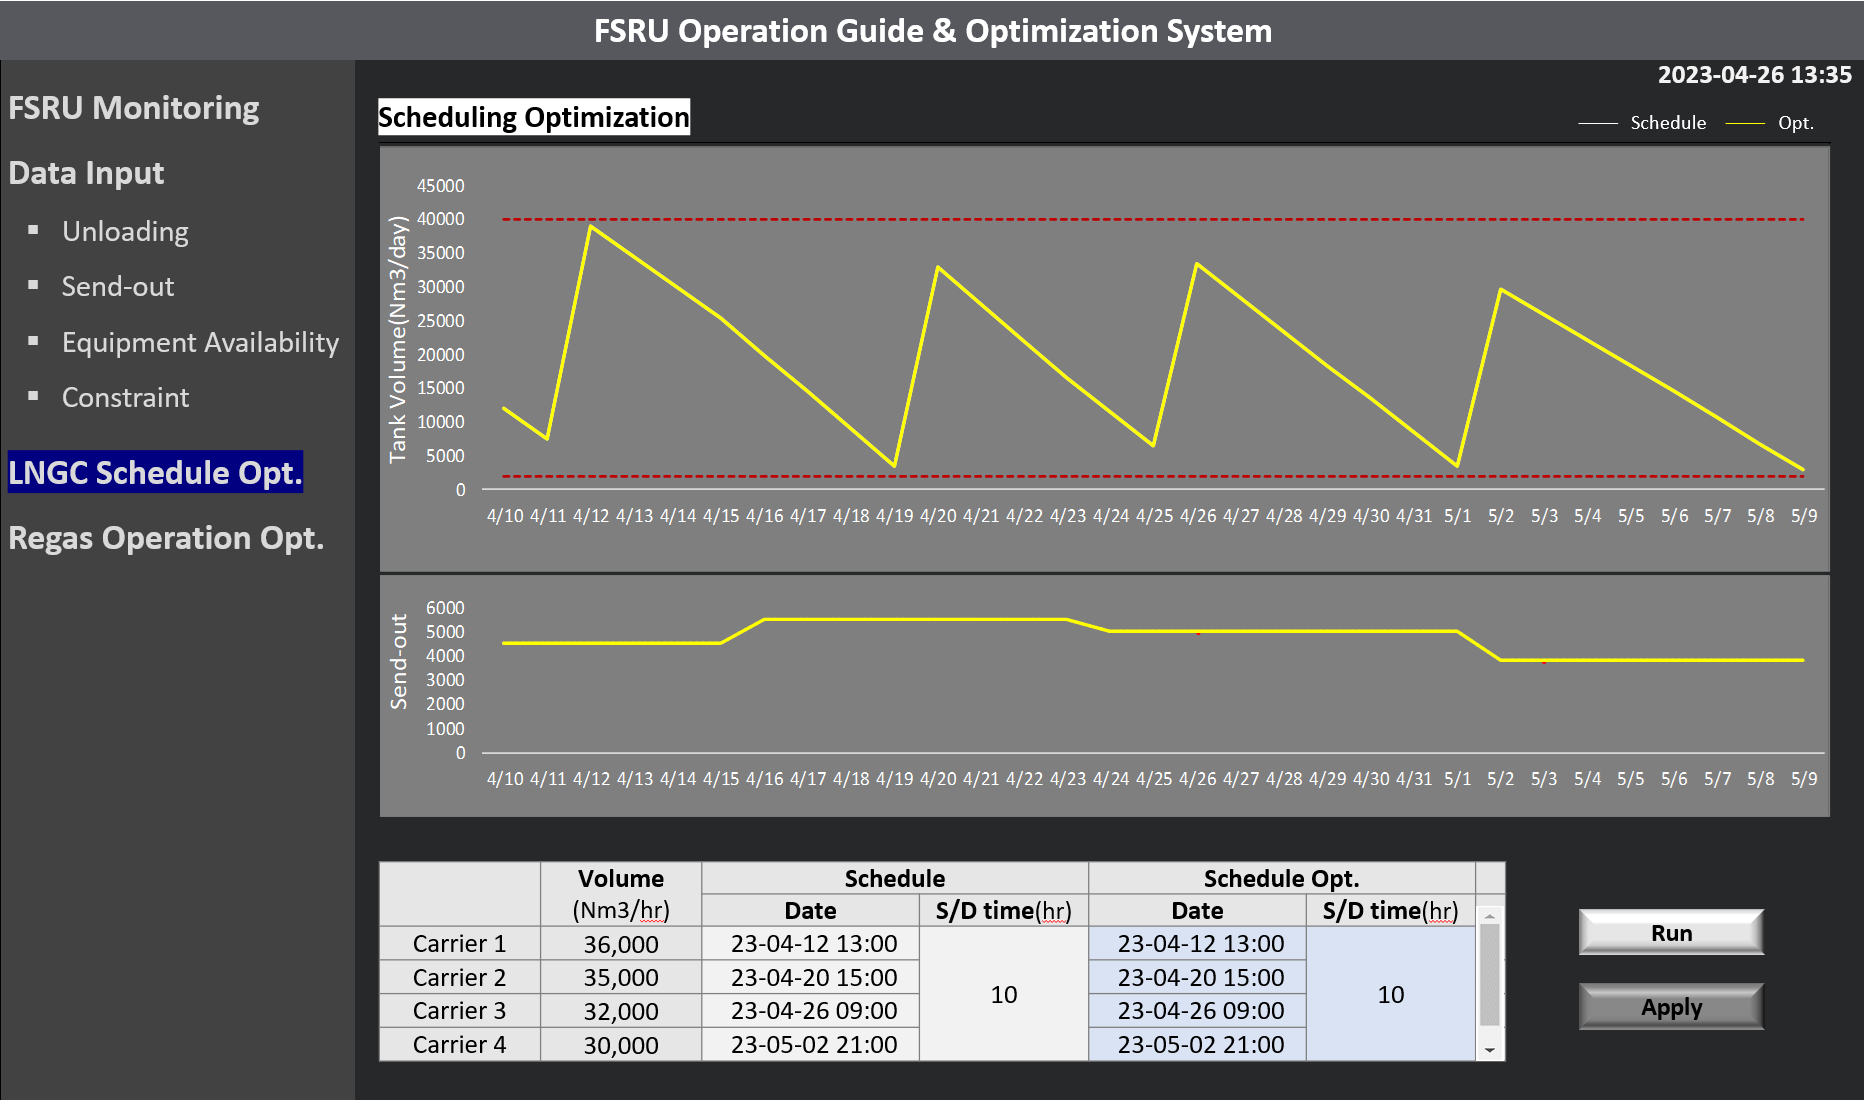 FSRU Operation Guide & Optimization System
2023-04-26 13:35
FSRU Monitoring
Data Input
▪ Unloading
▪ Send-out
▪ Equipment Availability
▪ Constraint
LNGC Schedule Opt.
Regas Operation Opt.
Scheduling Optimization
Schedule Opt.
Tank Volume(Nm3/day)
45000
40000
35000
30000
25000
20000
15000
10000
5000
0
4/10 4/11 4/12 4/13 4/14 4/15 4/16 4/17 4/18 4/19 4/20 4/21 4/22 4/23 4/24 4/25 4/26 4/27 4/28 4/29 4/30 4/31 5/1 5/2 5/3 5/4 5/5 5/6 5/7 5/8 5/9
Send-out
6000
5000
4000
3000
2000
1000
0
4/10 4/11 4/12 4/13 4/14 4/15 4/16 4/17 4/18 4/19 4/20 4/21 4/22 4/23 4/24 4/25 4/26 4/27 4/28 4/29 4/30 4/31 5/1 5/2 5/3 5/4 5/5 5/6 5/7 5/8 5/9
Volume Schedule Schedule Opt.
(Nm3/hr) Date S/D time(hr) Date S/D time(hr)
Carrier 1 36,000 23-04-12 13:00 23-04-12 13:00
Carrier 2 35,000 23-04-20 15:00 23-04-20 15:00
10 10
Carrier 3 32,000 23-04-26 09:00 23-04-26 09:00
Carrier 4 30,000 23-05-02 21:00 23-05-02 21:00
Run
Apply